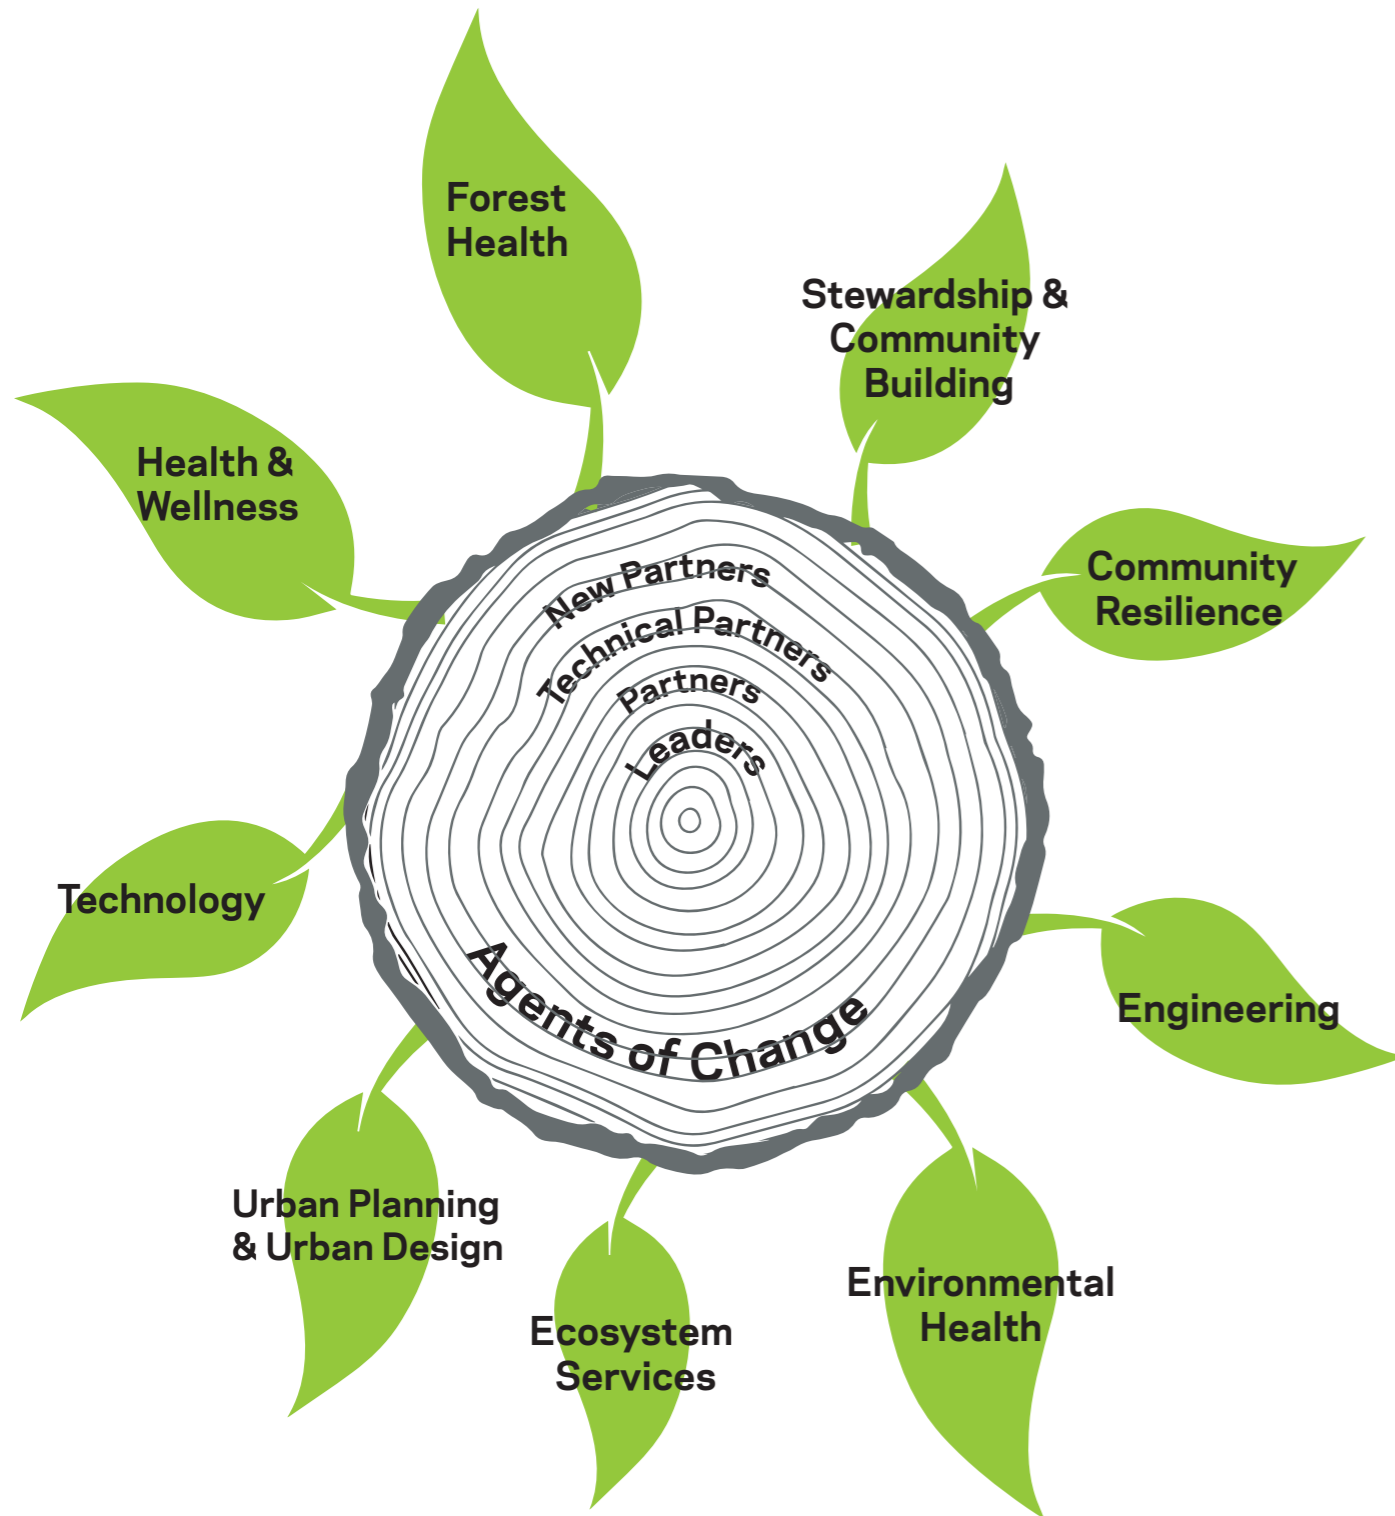 Forest
Health
Stewardship &
Community
Building
Health &
Wellness
Community
Resilience
New Partners
Technical Partners
Partners
Leaders
Technology
Agents of Change
Engineering
Urban Planning
& Urban Design
Ecosystem
Services
Environmental
Health